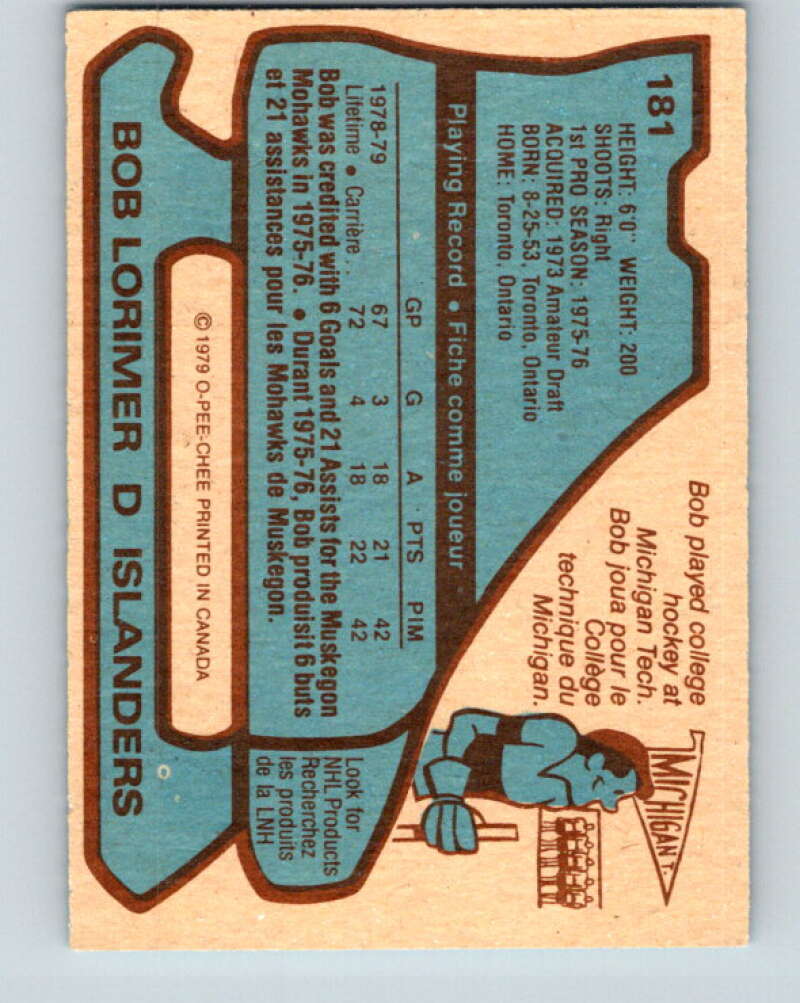 181
HEIGHT: 6'0" WEIGHT: 200
SHOOTS: Right
ACQUIRED: 1973 Amateur Draft
1st PRO SEASON: 1975-76
BORN: 8-25-53, Toronto, Ontario
HOME: Toronto, Ontario
Bob played college
hockey at
Michigan Tech.
Bob joua pour le
Collège
technique du
Michigan.
MICHIGAN T.
Playing Record • Fiche comme joueur
GP G A PTS PIM
1978-79 67 3 18 21 42
Lifetime • Carrière . . 72 4 18 22 42
Bob was credified with 6 Goals and 21 Assists for the Muskegon
Mohawks in 1975-76. • Durant 1975-76, Bob produisit 6 buts
et 21 assistances pour les Mohawks de Muskegon.
Look for
NHL Products
Recherchez
les produits
de la LNH
© 1979 O-PEE-CHEE PRINTED IN CANADA
BOB LORIMER D ISLANDERS